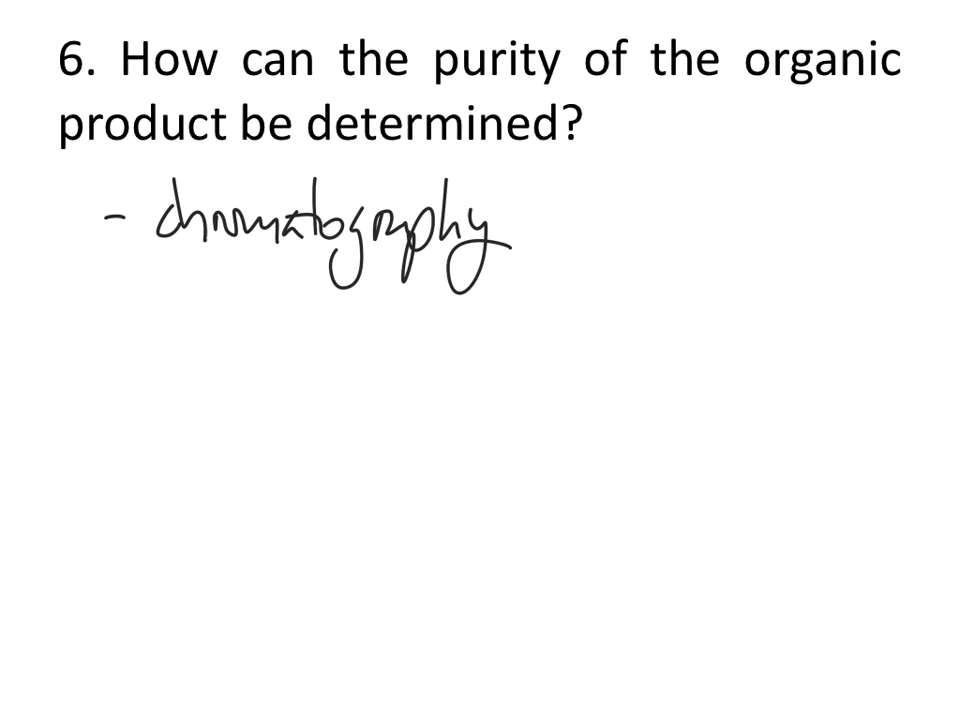 6. How can the purity of the organic
product be determined?
- chromatography